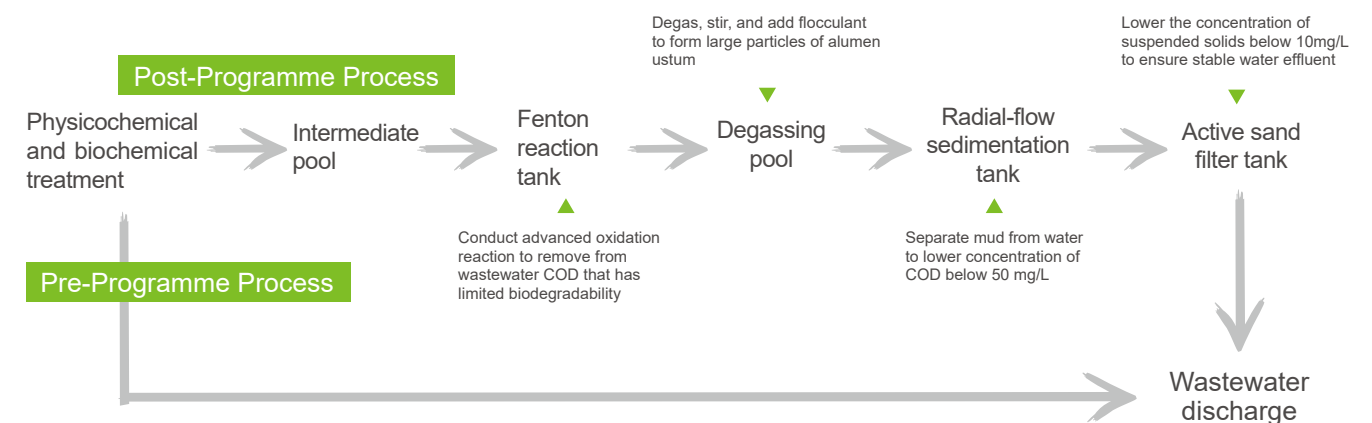 Degas, stir, and add flocculant
to form large particles of alumen
ustum
Lower the concentration of
suspended solids below 10mg/L
to ensure stable water effluent
Post-Programme Process
Physicochemical
and biochemical
treatment
Intermediate
pool
Fenton
reaction
tank
Degassing
pool
Radial-flow
sedimentation
tank
Active sand
filter tank
Conduct advanced oxidation
reaction to remove from
wastewater COD that has
limited biodegradability
Separate mud from water
to lower concentration of
COD below 50 mg/L
Pre-Programme Process
Wastewater
discharge